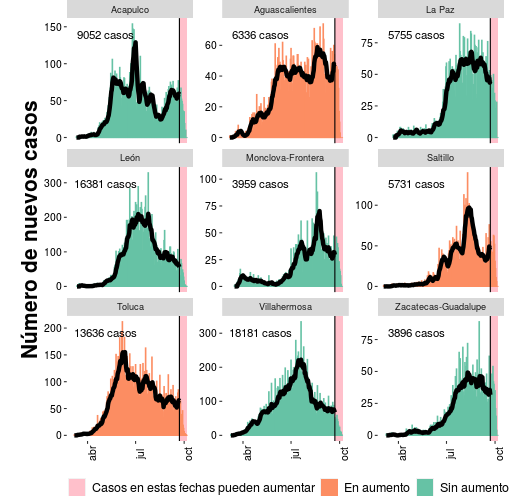 Número de nuevos casos
Acapulco
9052 casos
150
100
50
0
Aguascalientes
6336 casos
60
40
20
0
La Paz
5755 casos
75
50
25
0
León
16381 casos
300
200
100
0
Monclova-Frontera
3959 casos
100
75
50
25
0
Saltillo
5731 casos
100
50
0
Toluca
13636 casos
200
150
100
50
0
abr
jul
oct
Villahermosa
18181 casos
300
200
100
0
abr
jul
oct
Zacatecas-Guadalupe
3896 casos
75
50
25
0
abr
jul
oct
Casos en estas fechas pueden aumentar
En aumento
Sin aumento